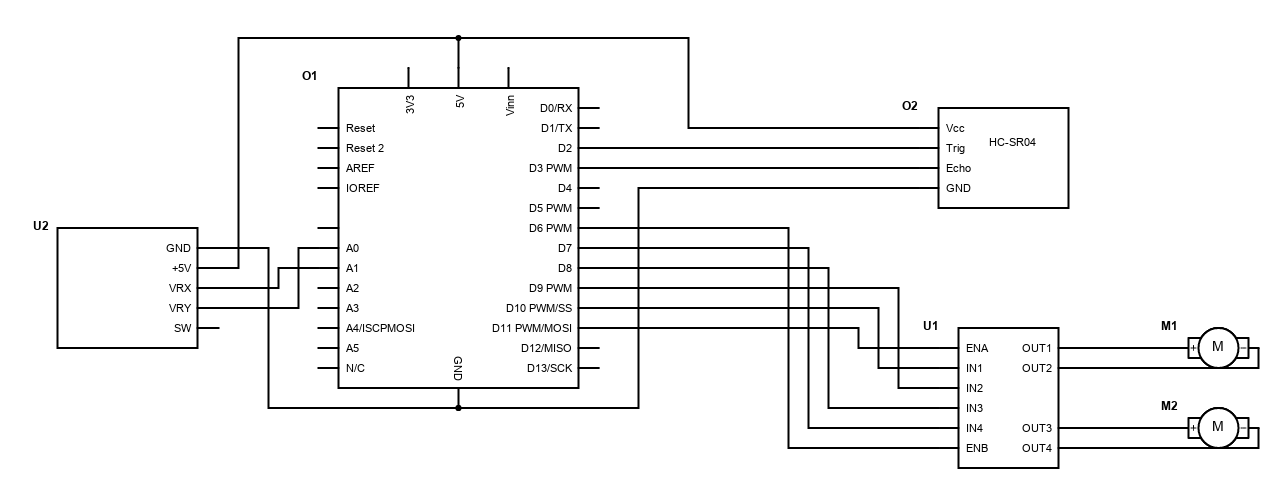 O1
3V3
5V
Vinn
Reset
Reset 2
AREF
IOREF
A0
A1
A2
A3
A4/ISCPMOSI
A5
N/C
GND
D0/RX
D1/TX
D2
D3 PWM
D4
D5 PWM
D6 PWM
D7
D8
D9 PWM
D10 PWM/SS
D11 PWM/MOSI
D12/MISO
D13/SCK
U2
GND
+5V
VRX
VRY
SW
O2
HC-SR04
Vcc
Trig
Echo
GND
U1
ENA
IN1
IN2
IN3
IN4
ENB
OUT1
OUT2
OUT3
OUT4
M1
+ M −
M2
+ M −